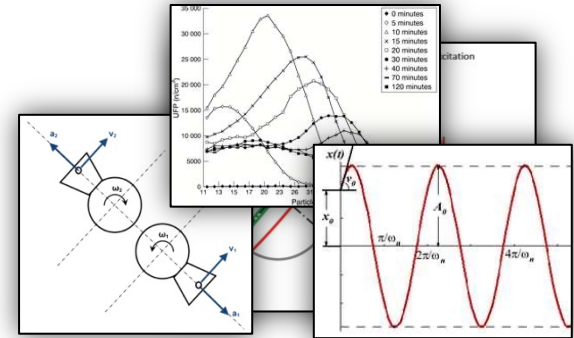 35 000
30 000
25 000
20 000
15 000
10 000
5000
0
UFP (n/cm³)
11 13 15 17 19 21 23 26 31
Particle
0 minutes
5 minutes
10 minutes
15 minutes
20 minutes
30 minutes
40 minutes
70 minutes
120 minutes
citation
a₂
v₂
ω₂
ω₁
v₁
a₁
x(t)
v₀
x₀
A₀
π/ωₙ
2π/ωₙ
4π/ωₙ